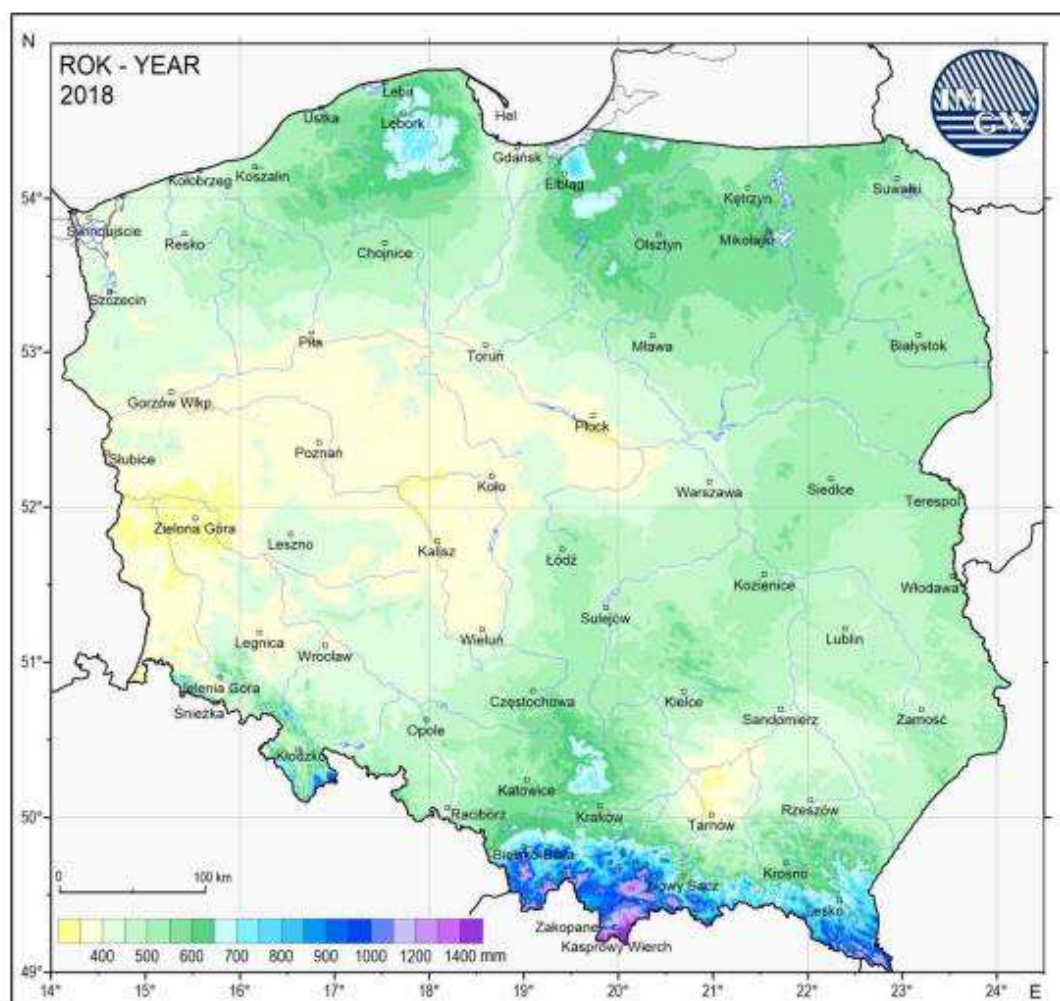 N
ROK - YEAR
2018
IM
GW
Łeba
Ustka
Lębork
Hel
Gdańsk
Koszalin
Kołobrzeg
Elbląg
54°
Kętrzyn
Suwałki
Świnoujście
Resko
Chojnice
Olsztyn
Mikołajki
Szczecin
Piła
53°
Toruń
Mława
Białystok
Gorzów Wlkp.
Płock
Słubice
Poznań
Koło
Warszawa
Siedlce
Terespol
52°
Zielona Góra
Leszno
Kalisz
Łódź
Kozienice
Włodawa
Sulejów
Legnica
Wrocław
Wieluń
Lublin
51°
Jelenia Góra
Śnieżka
Częstochowa
Kielce
Sandomierz
Zamość
Opole
Kłodzko
Katowice
Racibórz
Kraków
Tarnów
Rzeszów
50°
Bielsko-Biała
Nowy Sącz
Krosno
Lesko
0 100 km
Zakopane
Kasprowy Wierch
400 500 600 700 800 900 1000 1200 1400 mm
49°
14° 15° 16° 17° 18° 19° 20° 21° 22° 23° 24° E